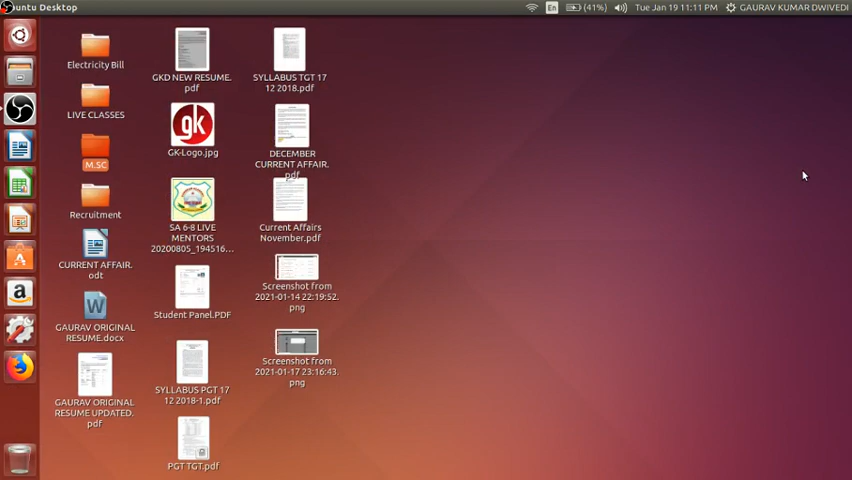 buntu Desktop
En
(41%)
Tue Jan 19 11:11 PM
GAURAV KUMAR DWIVEDI
Electricity Bill
LIVE CLASSES
M.SC
Recruitment
CURRENT AFFAIR.
odt
W
GAURAV ORIGINAL
RESUME.docx
GAURAV ORIGINAL
RESUME UPDATED.
pdf
GKD NEW RESUME.
pdf
gk
GK-Logo.jpg
SA 6-8 LIVE
MENTORS
20200805_194516...
Student Panel.PDF
SYLLABUS PGT 17
12 2018-1.pdf
PGT TGT.pdf
SYLLABUS TGT 17
12 2018.pdf
DECEMBER
CURRENT AFFAIR.
pdf
Current Affairs
November.pdf
Screenshot from
2021-01-14 22:19:52.
png
Screenshot from
2021-01-17 23:16:43.
png